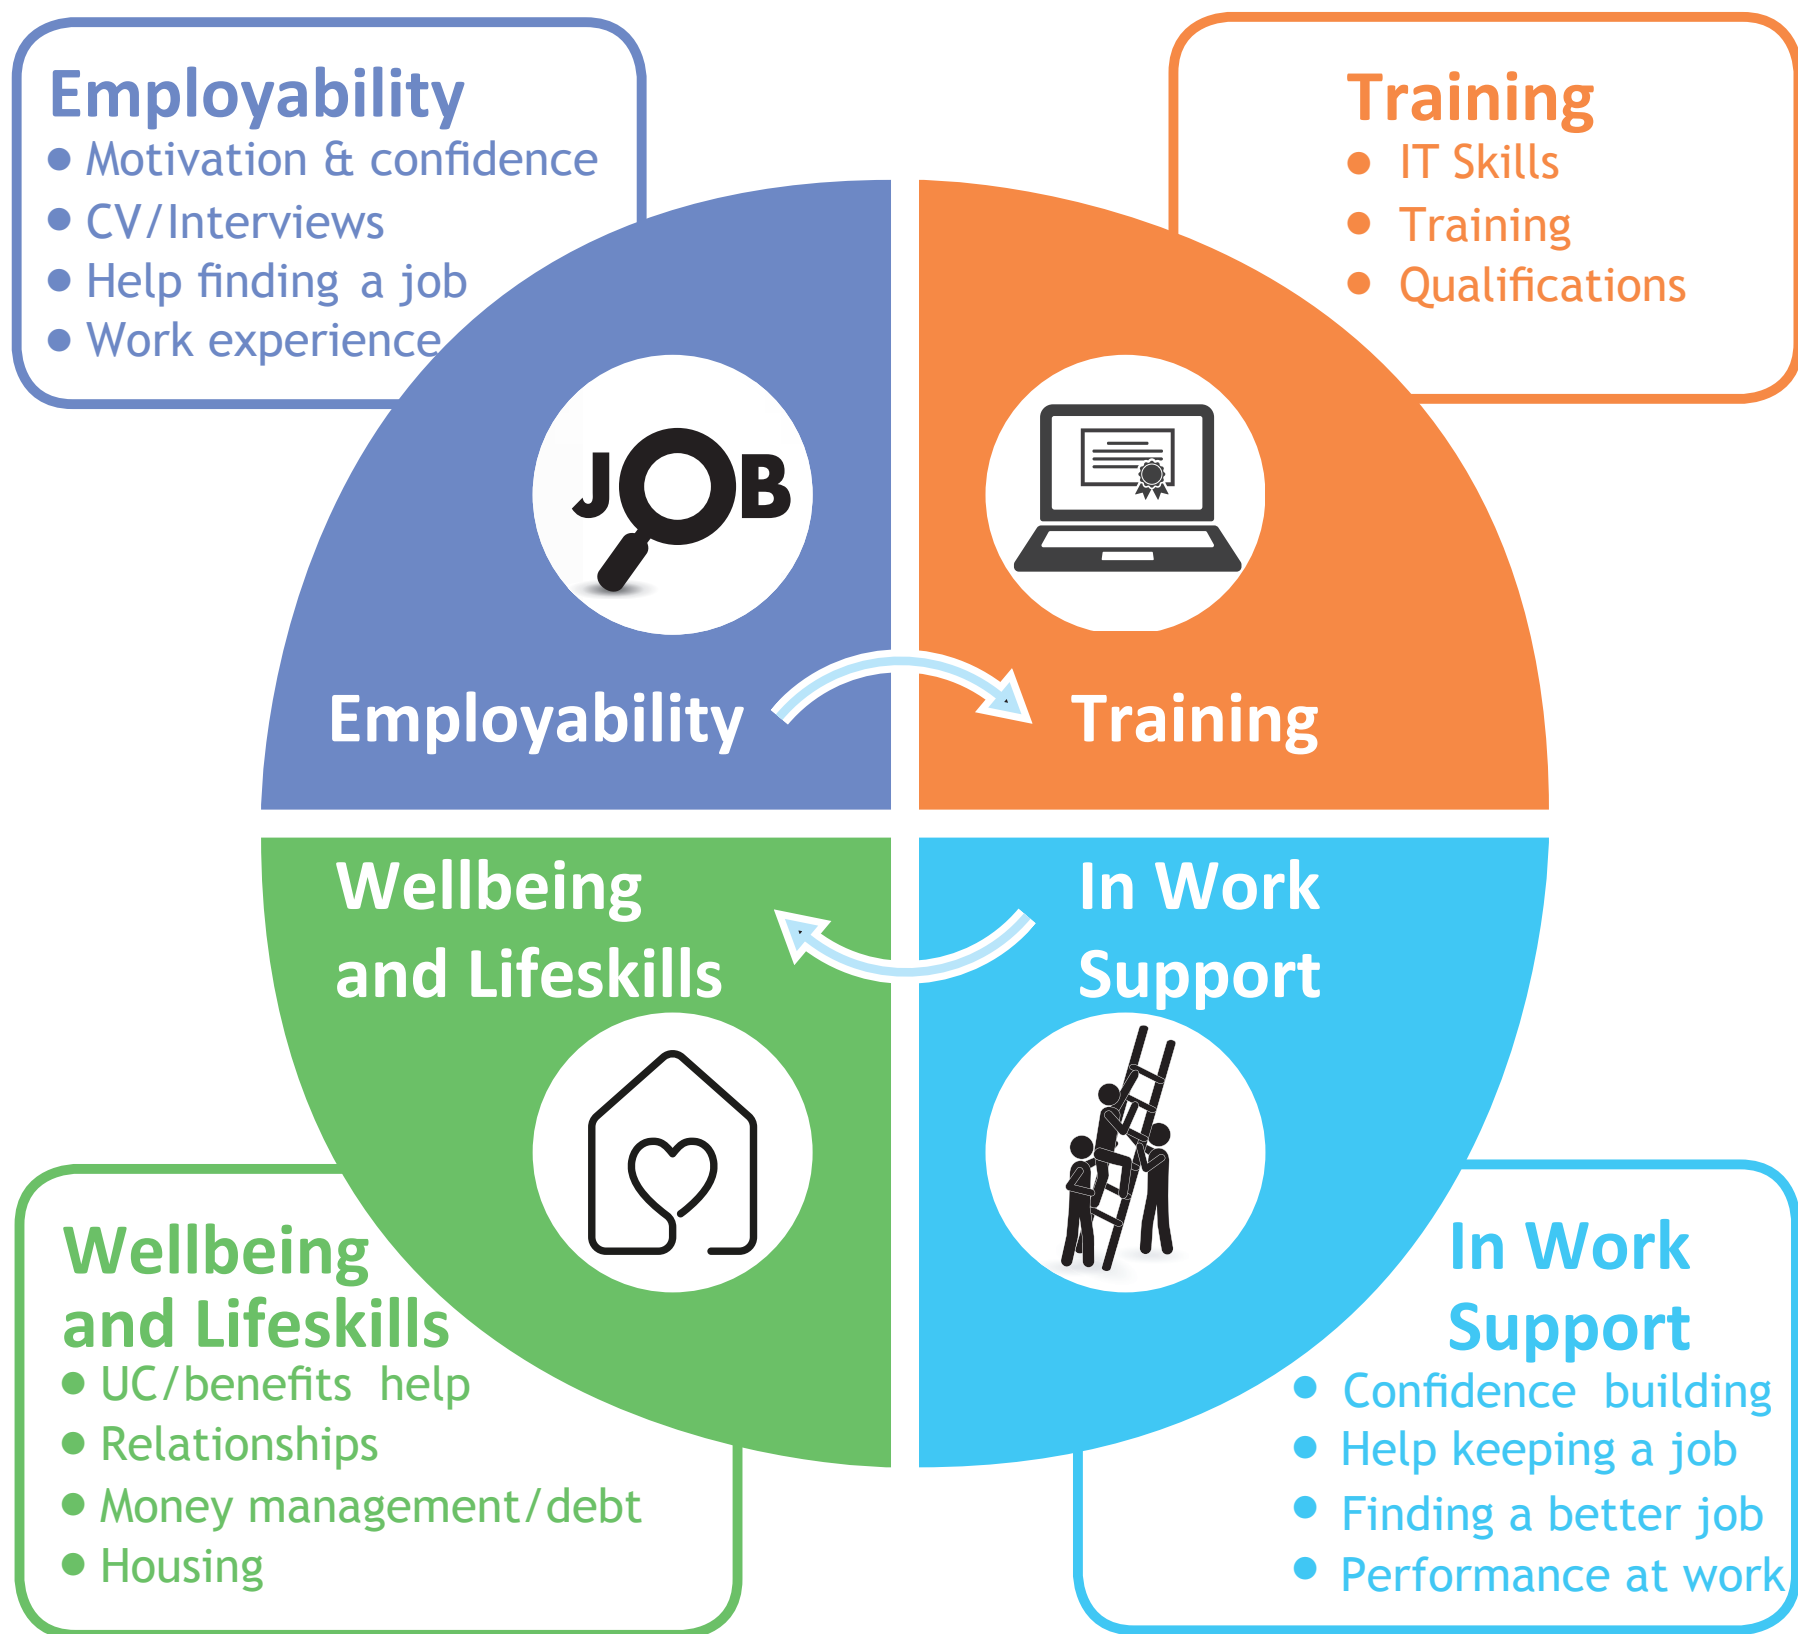 Employability
• Motivation & confidence
• CV/Interviews
• Help finding a job
• Work experience
Training
• IT Skills
• Training
• Qualifications
JOB
Employability
Training
Wellbeing
and Lifeskills
In Work
Support
Wellbeing
and Lifeskills
• UC/benefits help
• Relationships
• Money management/debt
• Housing
In Work
Support
• Confidence building
• Help keeping a job
• Finding a better job
• Performance at work